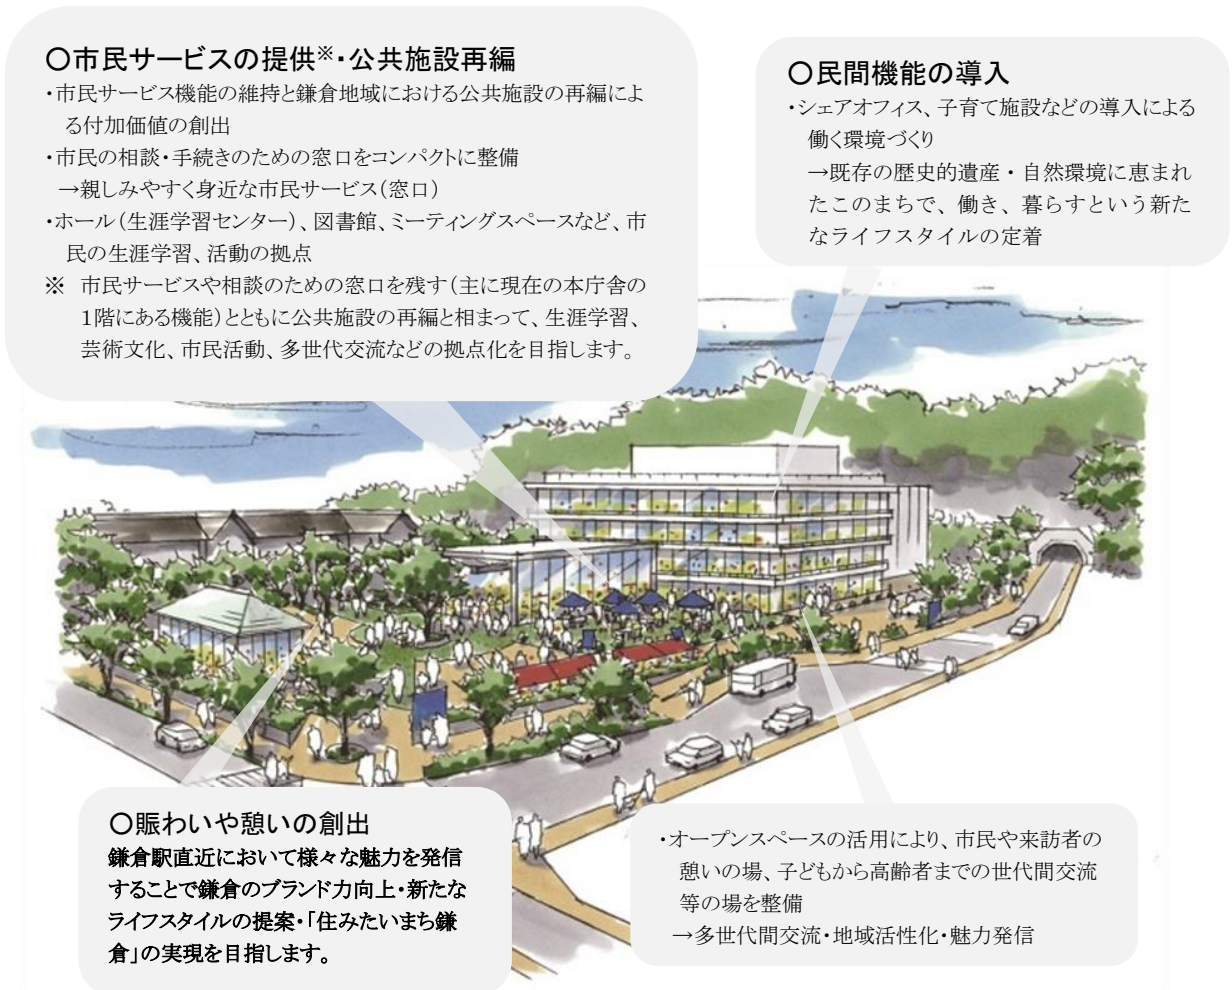 〇市民サービスの提供※・公共施設再編
・市民サービス機能の維持と鎌倉地域における公共施設の再編によ
る付加価値の創出
・市民の相談・手続きのための窓口をコンパクトに整備
→親しみやすく身近な市民サービス（窓口）
・ホール（生涯学習センター）、図書館、ミーティングスペースなど、市
民の生涯学習、活動の拠点
※ 市民サービスや相談のための窓口を残す（主に現在の本庁舎の
1階にある機能）とともに公共施設の再編と相まって、生涯学習、
芸術文化、市民活動、多世代交流などの拠点化を目指します。
〇民間機能の導入
・シェアオフィス、子育て施設などの導入による
働く環境づくり
→既存の歴史的遺産・自然環境に恵まれ
たこのまちで、働き、暮らすという新た
なライフスタイルの定着
〇賑わいや憩いの創出
鎌倉駅直近において様々な魅力を発信
することで鎌倉のブランド力向上・新たな
ライフスタイルの提案・「住みたいまち鎌
倉」の実現を目指します。
・オープンスペースの活用により、市民や来訪者の
憩いの場、子どもから高齢者までの世代間交流
等の場を整備
→多世代間交流・地域活性化・魅力発信